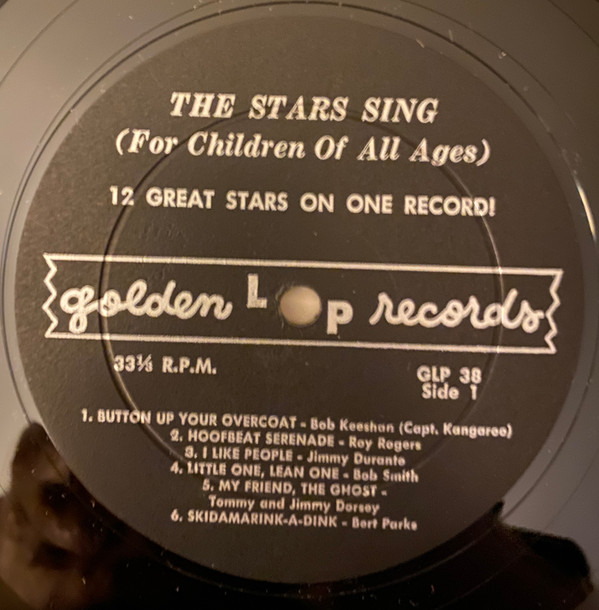 THE STARS SING
(For Children Of All Ages)
12 GREAT STARS ON ONE RECORD!
golden LP records
33⅓ R.P.M.
GLP 38
Side 1
1. BUTTON UP YOUR OVERCOAT - Bob Keeshan (Capt. Kangaroo)
2. HOOFBEAT SERENADE - Roy Rogers
3. I LIKE PEOPLE - Jimmy Durante
4. LITTLE ONE, LEAN ONE - Bob Smith
5. MY FRIEND, THE GHOST -
Tommy and Jimmy Dorsey
6. SKIDAMARINK-A-DINK - Bert Parks